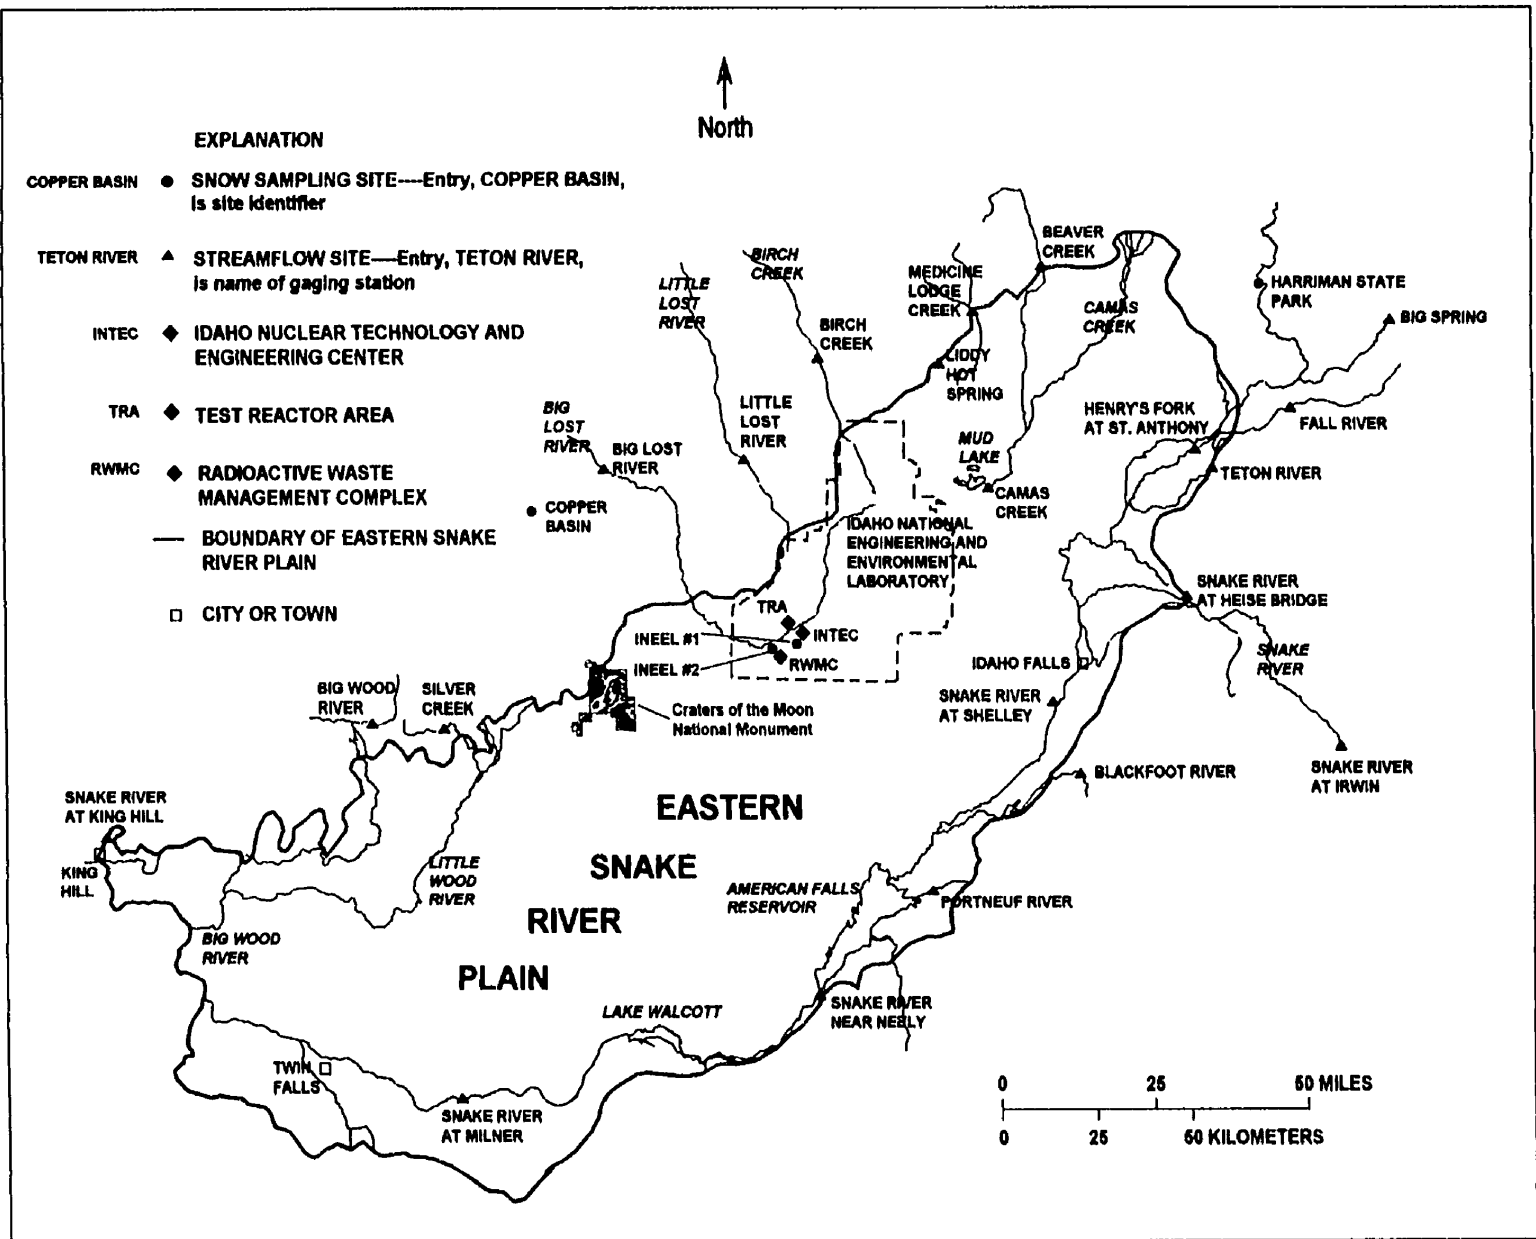 North
EXPLANATION
COPPER BASIN
SNOW SAMPLING SITE----Entry, COPPER BASIN,
is site identifier
TETON RIVER
STREAMFLOW SITE----Entry, TETON RIVER,
is name of gaging station
INTEC
IDAHO NUCLEAR TECHNOLOGY AND
ENGINEERING CENTER
TRA
TEST REACTOR AREA
RWMC
RADIOACTIVE WASTE
MANAGEMENT COMPLEX
BOUNDARY OF EASTERN SNAKE
RIVER PLAIN
CITY OR TOWN
BEAVER
CREEK
BIRCH
CREEK
MEDICINE
LODGE
CREEK
LITTLE
LOST
RIVER
HARRIMAN STATE
PARK
CAMAS
CREEK
BIG SPRING
BIRCH
CREEK
LIDDY
HOT
SPRING
LITTLE
LOST
RIVER
BIG
LOST
RIVER
HENRY'S FORK
AT ST. ANTHONY
FALL RIVER
BIG LOST
RIVER
MUD
LAKE
TETON RIVER
CAMAS
CREEK
COPPER
BASIN
IDAHO NATIONAL
ENGINEERING AND
ENVIRONMENTAL
LABORATORY
SNAKE RIVER
AT HEISE BRIDGE
TRA
INTEC
INEEL #1
INEEL #2
RWMC
IDAHO FALLS
SNAKE
RIVER
BIG WOOD
RIVER
SILVER
CREEK
SNAKE RIVER
AT SHELLEY
Craters of the Moon
National Monument
BLACKFOOT RIVER
SNAKE RIVER
AT IRWIN
SNAKE RIVER
AT KING HILL
EASTERN
SNAKE
RIVER
PLAIN
KING
HILL
LITTLE
WOOD
RIVER
AMERICAN FALLS
RESERVOIR
PORTNEUF RIVER
BIG WOOD
RIVER
SNAKE RIVER
NEAR NEELY
LAKE WALCOTT
TWIN
FALLS
SNAKE RIVER
AT MILNER
0 25 50 MILES
0 25 50 KILOMETERS